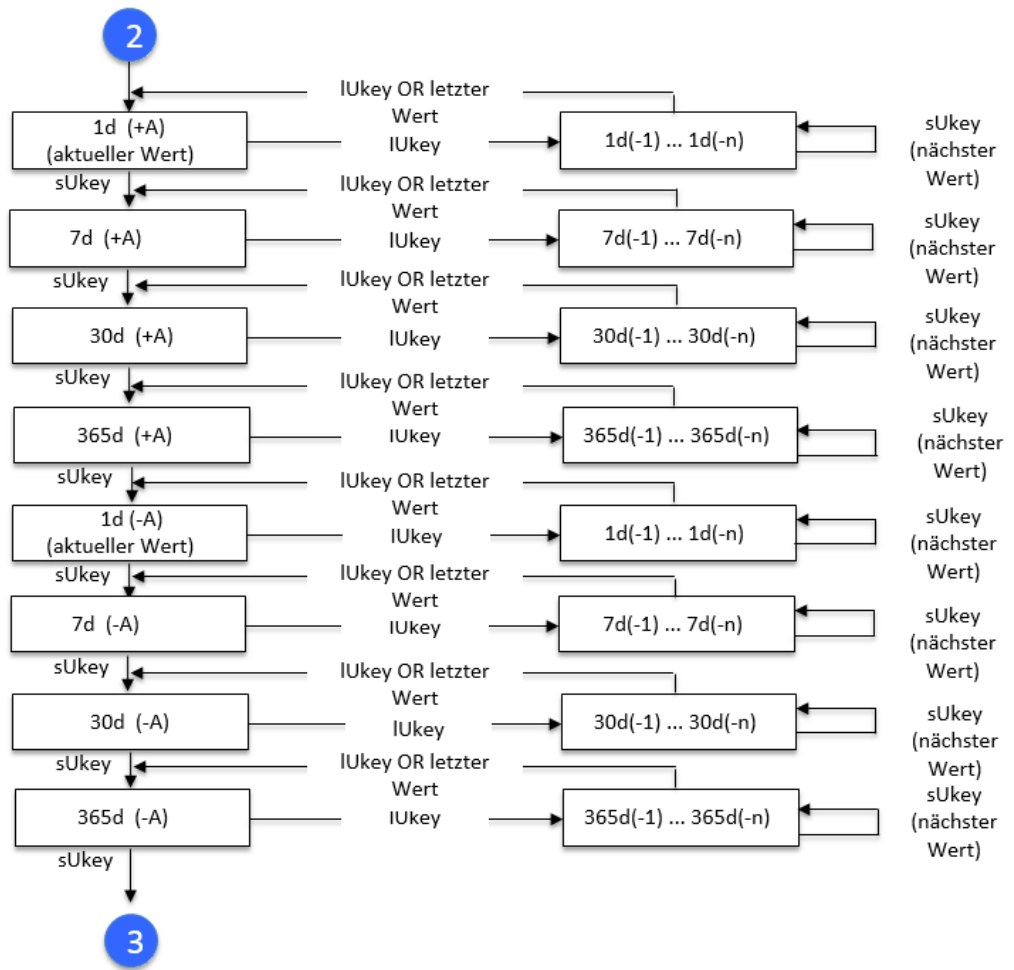 2
lUkey OR letzter
Wert
1d (+A)
(aktueller Wert)
lUkey
1d(-1) ... 1d(-n)
sUkey
(nächster
Wert)
sUkey
lUkey OR letzter
Wert
7d (+A)
lUkey
7d(-1) ... 7d(-n)
sUkey
(nächster
Wert)
sUkey
lUkey OR letzter
Wert
30d (+A)
lUkey
30d(-1) ... 30d(-n)
sUkey
(nächster
Wert)
sUkey
lUkey OR letzter
Wert
365d (+A)
lUkey
365d(-1) ... 365d(-n)
sUkey
(nächster
Wert)
sUkey
lUkey OR letzter
Wert
1d (-A)
(aktueller Wert)
lUkey
1d(-1) ... 1d(-n)
sUkey
(nächster
Wert)
sUkey
lUkey OR letzter
Wert
7d (-A)
lUkey
7d(-1) ... 7d(-n)
sUkey
(nächster
Wert)
sUkey
lUkey OR letzter
Wert
30d (-A)
lUkey
30d(-1) ... 30d(-n)
sUkey
(nächster
Wert)
sUkey
lUkey OR letzter
Wert
365d (-A)
lUkey
365d(-1) ... 365d(-n)
sUkey
(nächster
Wert)
sUkey
3